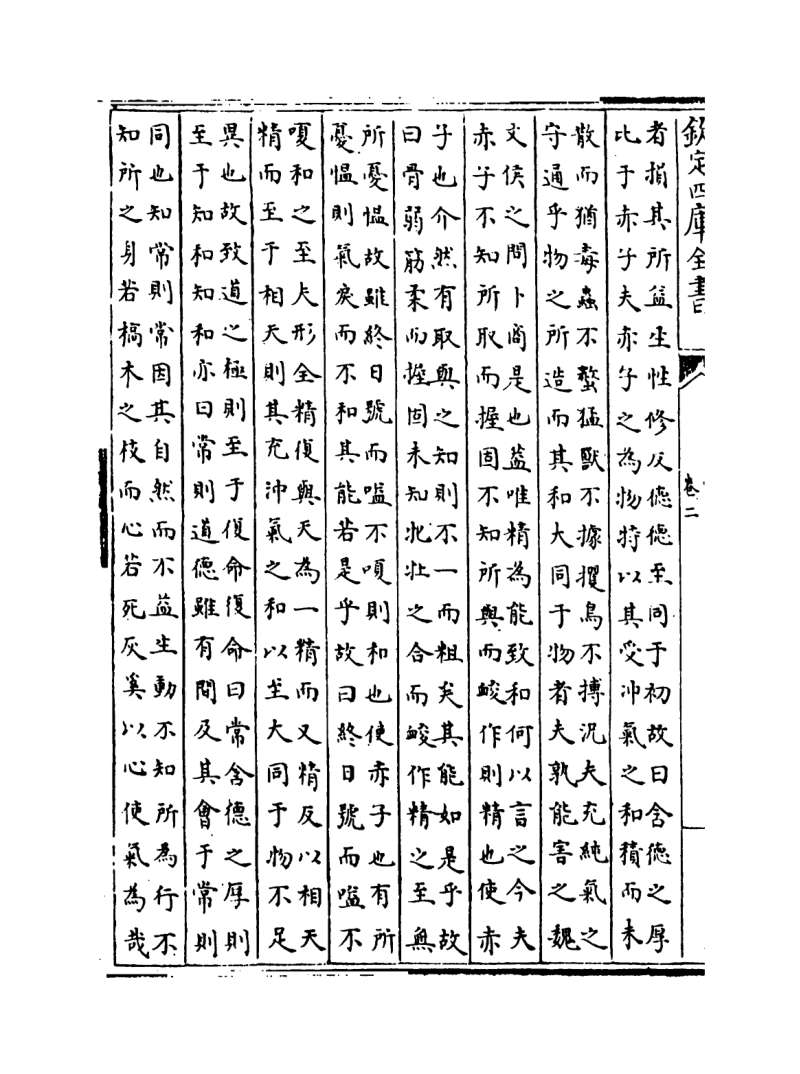 欽定四庫全書
卷二
者損其所益生性修反德德至同于初故曰含德之厚
比于赤子夫赤子之為物特以其受沖氣之和積而未
散而猶毒蟲不螫猛獸不據攫鳥不搏況夫充純氣之
守通乎物之所造而其和大同于物者夫孰能害之魏
文侯之問卜商是也蓋唯精為能致和何以言之今夫
赤子不知所取而握固不知所與而峻作則精也使赤
子也介然有取與之知則不一而粗矣其能如是乎故
曰骨弱筋柔而握固未知牝牡之合而峻作精之至無
所憂慍故雖終日號而嗌不嗄則和也使赤子也有所
憂慍則氣戾而不和其能若是乎故曰終日號而嗌不
嗄和之至夫形全精復與天為一精而又精反以相天
精而至于相天則其充沖氣之和以至大同于物不足
異也故致道之極則至于復命復命曰常含德之厚則
至于知和知和亦曰常則道德雖有間及其會于常則
同也知常則常因其自然而不益生動不知所為行不
知所之身若槁木之枝而心若死灰奚以心使氣為哉